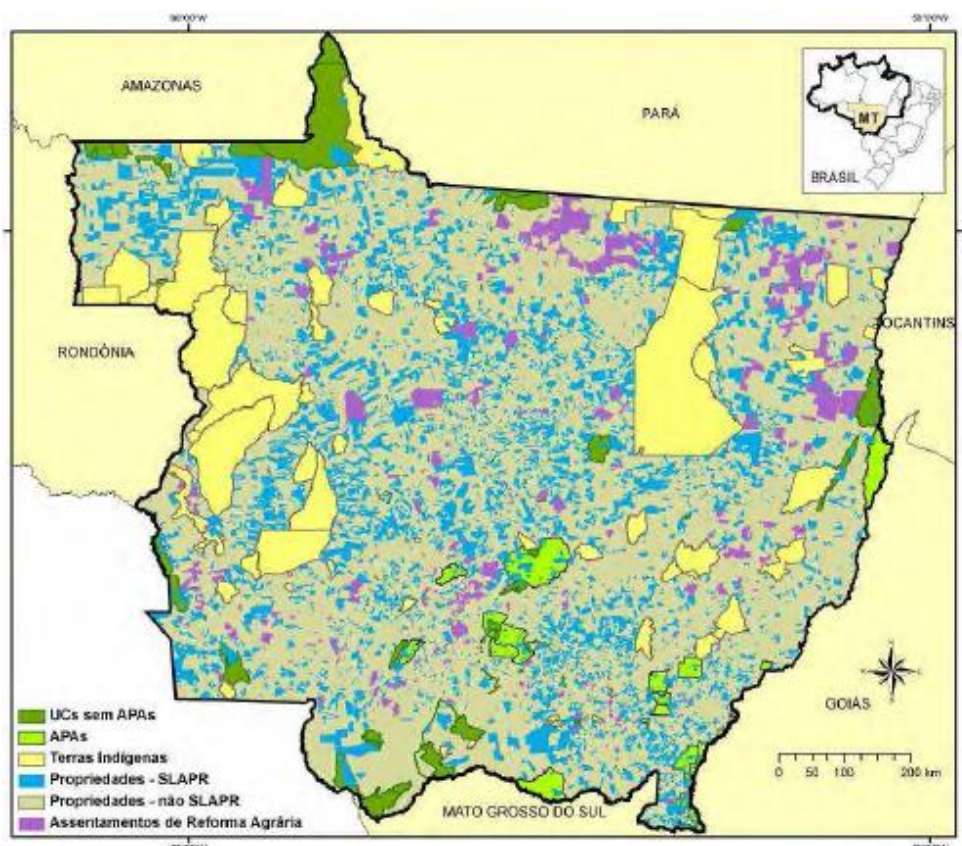 AMAZONAS
PARÁ
MT
BRASIL
TOCANTINS
RONDÔNIA
GOIÁS
UCs sem APAs
APAs
Terras Indígenas
Propriedades - SLAPR
Propriedades - não SLAPR
Assentamentos de Reforma Agrária
0 50 100 200 km
MATO GROSSO DO SUL